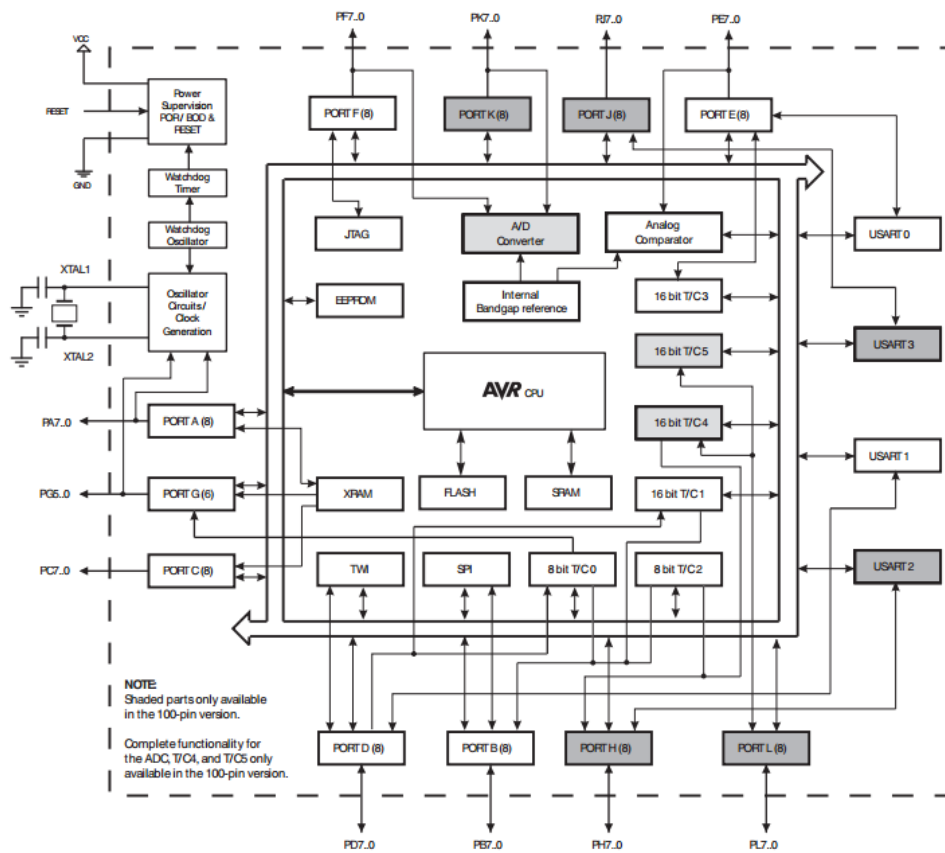 PF7..0
PK7..0
PJ7..0
PE7..0
VCC
RESET
GND
Power
Supervision
POR/ BOD &
RESET
PORT F (8)
PORT K (8)
PORT J (8)
PORT E (8)
Watchdog
Timer
Watchdog
Oscillator
JTAG
A/D
Converter
Analog
Comparator
USART 0
XTAL1
XTAL2
Oscillator
Circuits /
Clock
Generation
EEPROM
Internal
Bandgap reference
16 bit T/C 3
USART 3
16 bit T/C 5
AVR CPU
PA7..0
PORT A (8)
16 bit T/C 4
USART 1
PG5..0
PORT G (6)
XRAM
FLASH
SRAM
16 bit T/C 1
PC7..0
PORT C (8)
TWI
SPI
8 bit T/C 0
8 bit T/C 2
USART 2
NOTE:
Shaded parts only available
in the 100-pin version.
Complete functionality for
the ADC, T/C4, and T/C5 only
available in the 100-pin version.
PORT D (8)
PORT B (8)
PORT H (8)
PORT L (8)
PD7..0
PB7..0
PH7..0
PL7..0